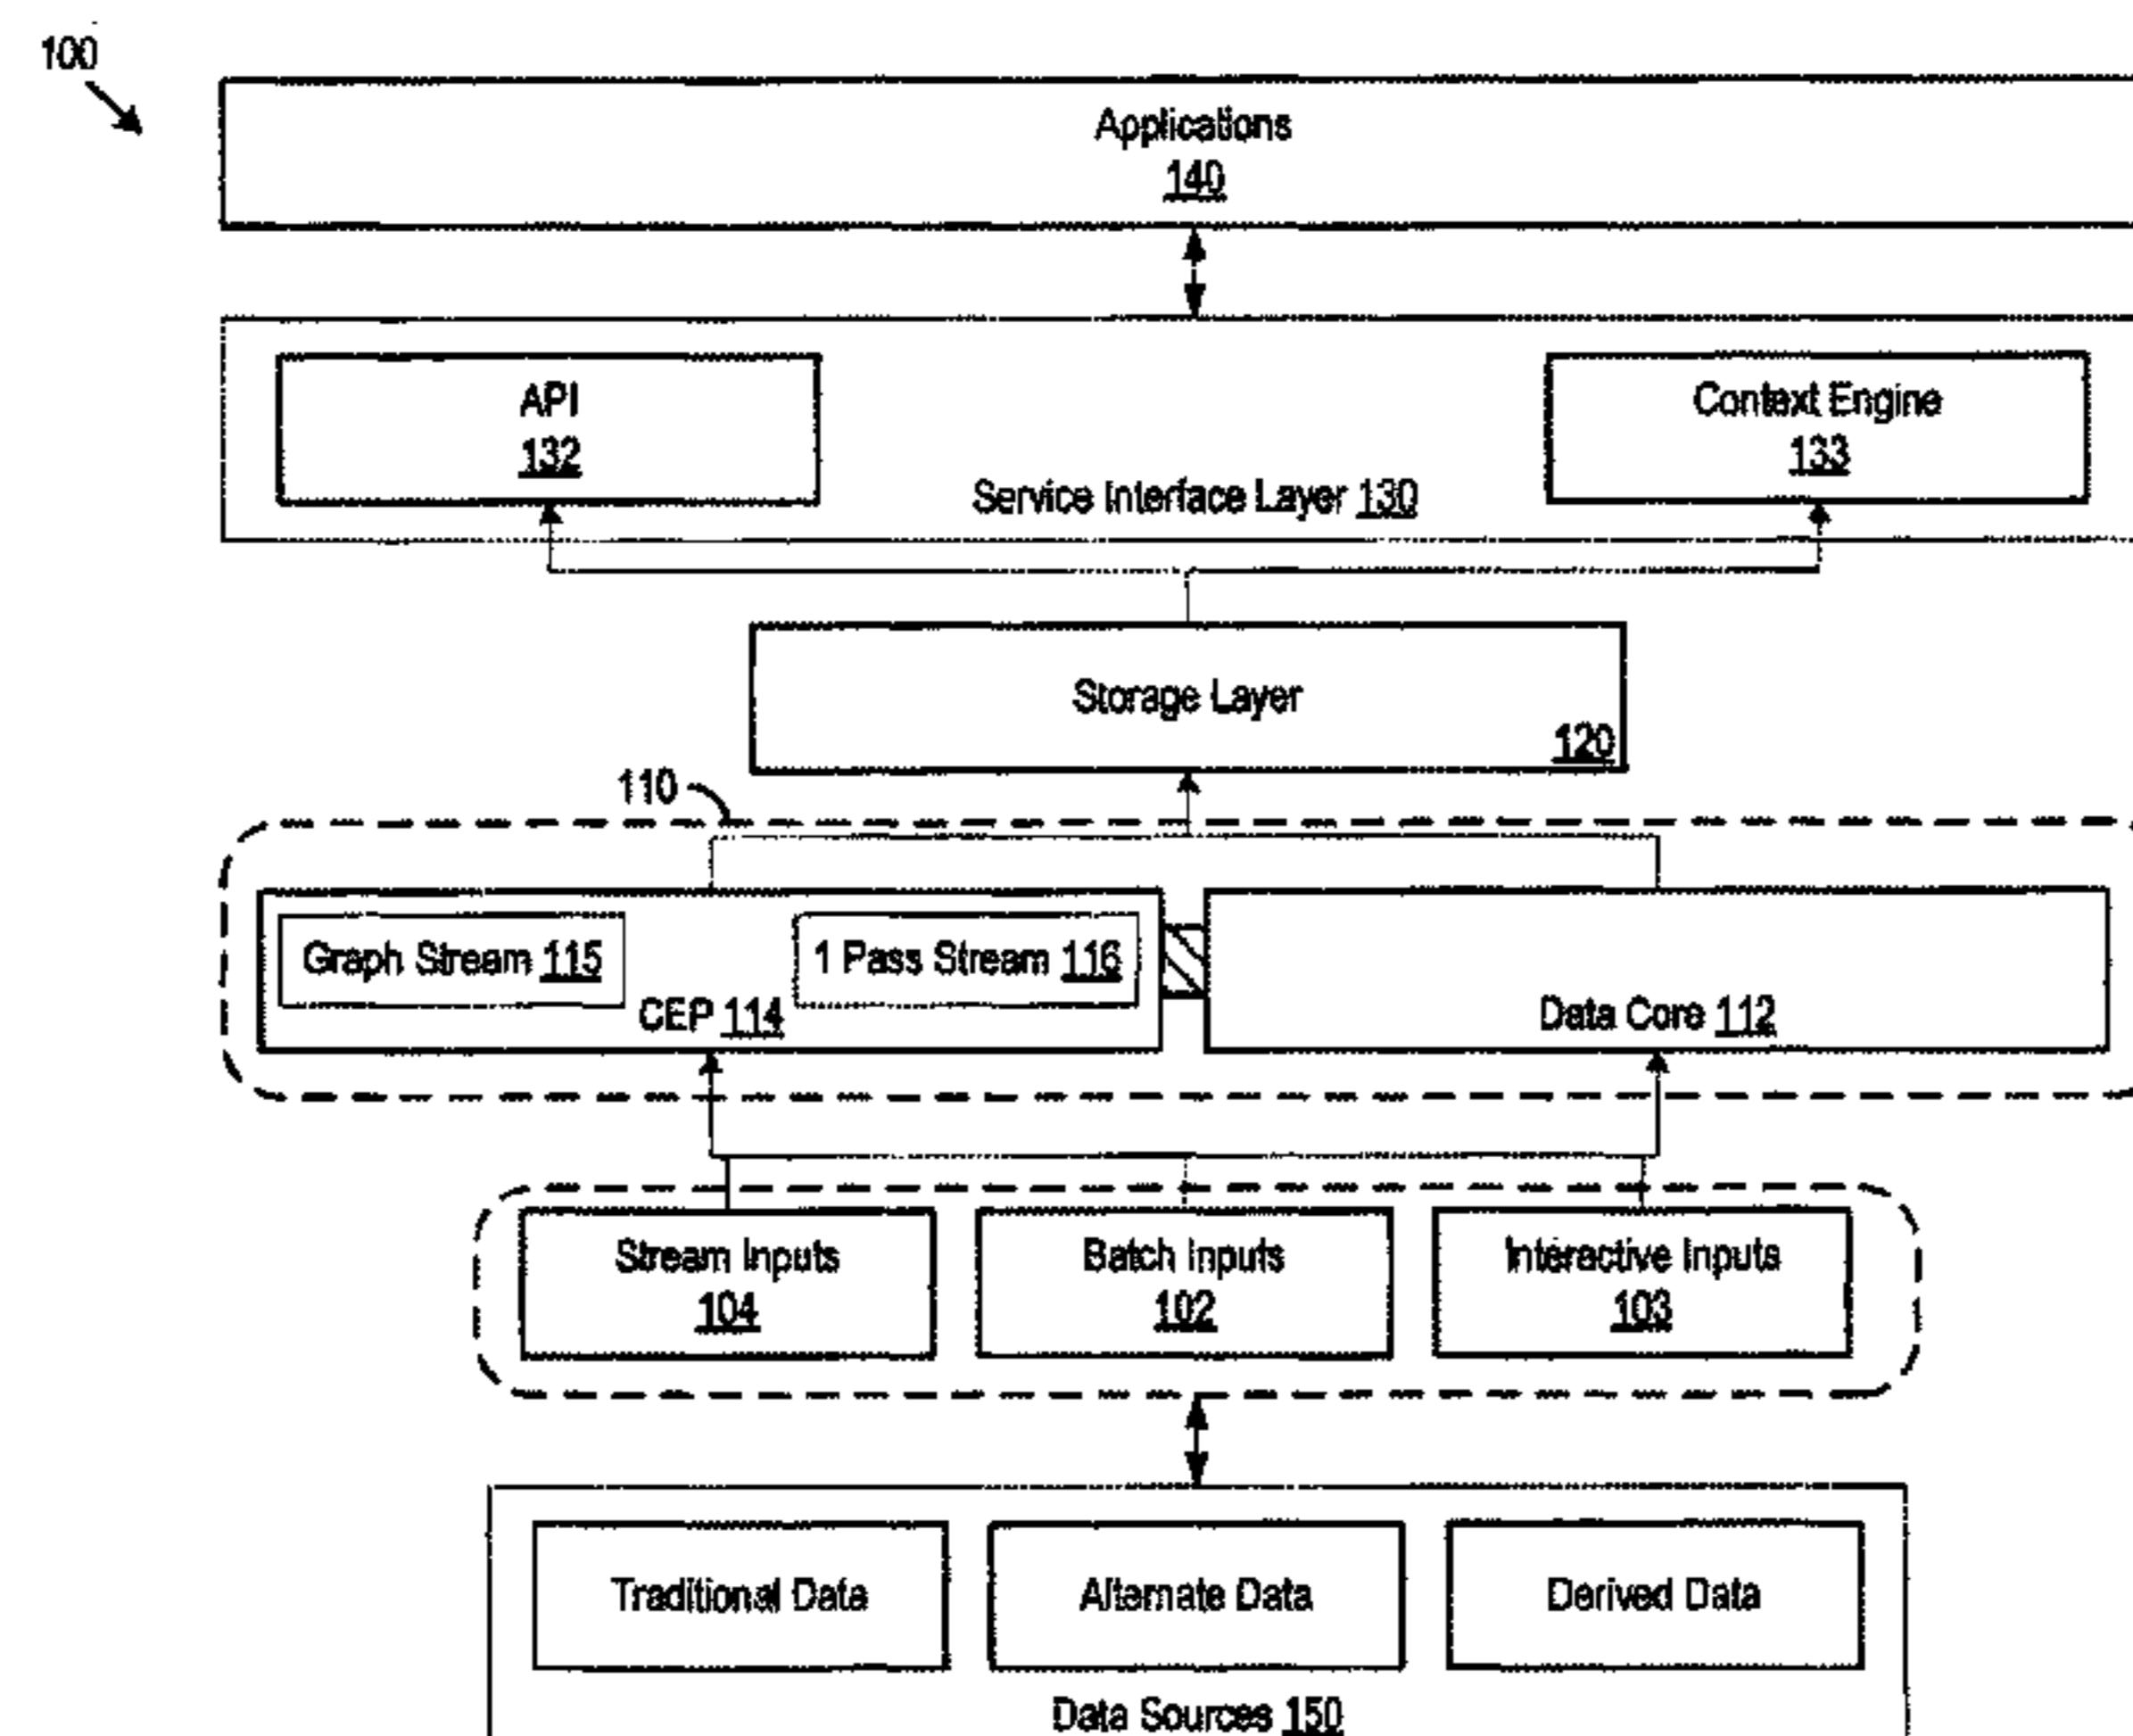 100
Applications
140
API
132
Context Engine
133
Service Interface Layer 130
Storage Layer
120
110
Graph Stream 115
1 Pass Stream 116
CEP 114
Data Core 112
Stream Inputs
104
Batch Inputs
102
Interactive Inputs
103
Traditional Data
Alternate Data
Derived Data
Data Sources 150